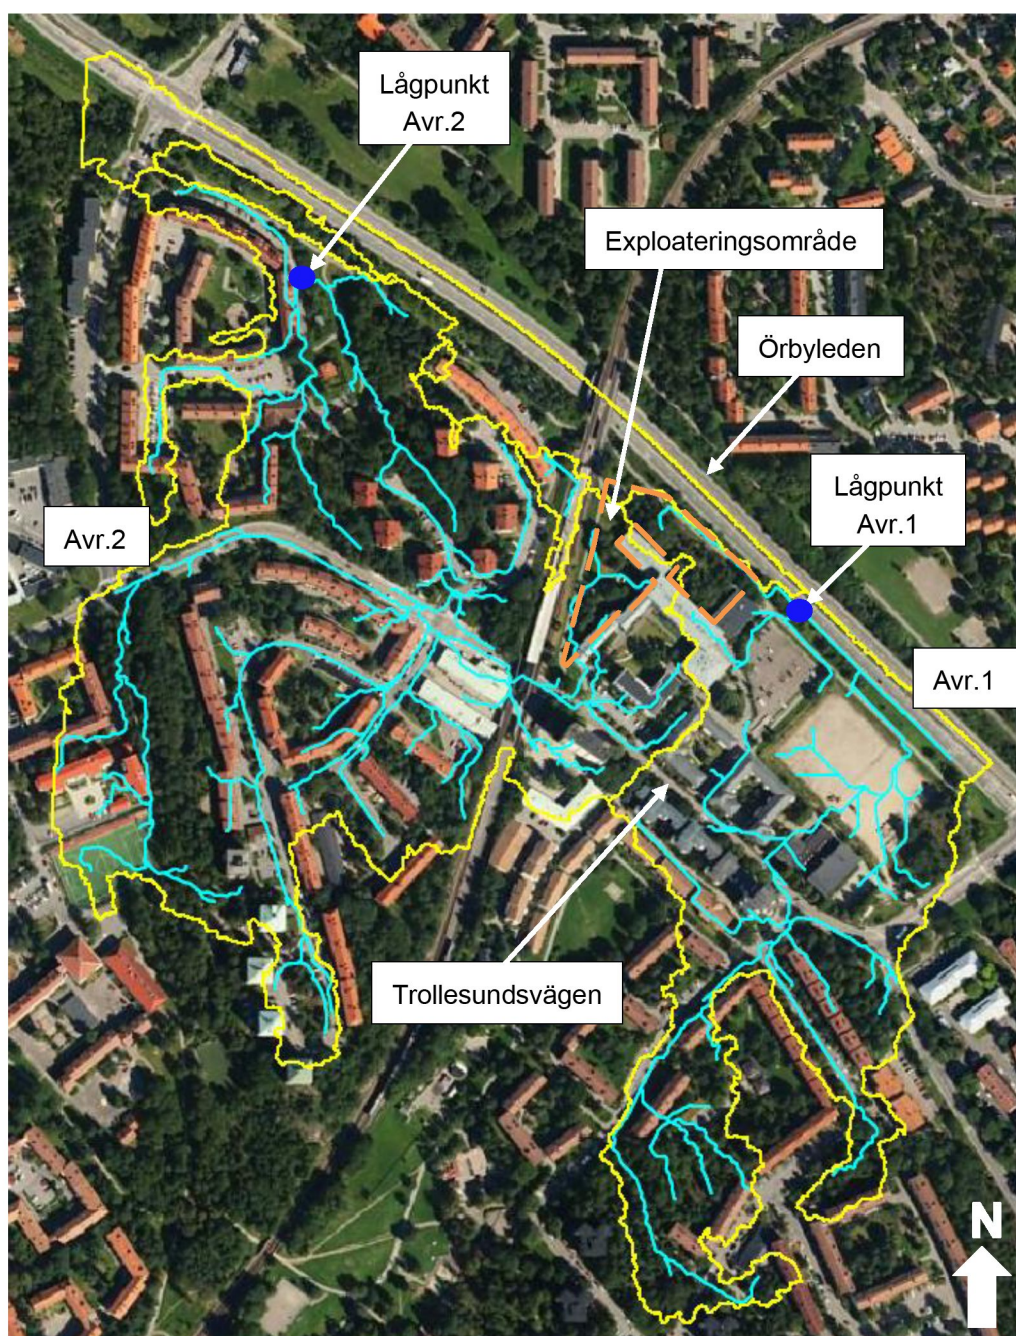 Lågpunkt
Avr.2
Exploateringsområde
Örbyleden
Lågpunkt
Avr.1
Avr.2
Avr.1
Trollesundsvägen
N